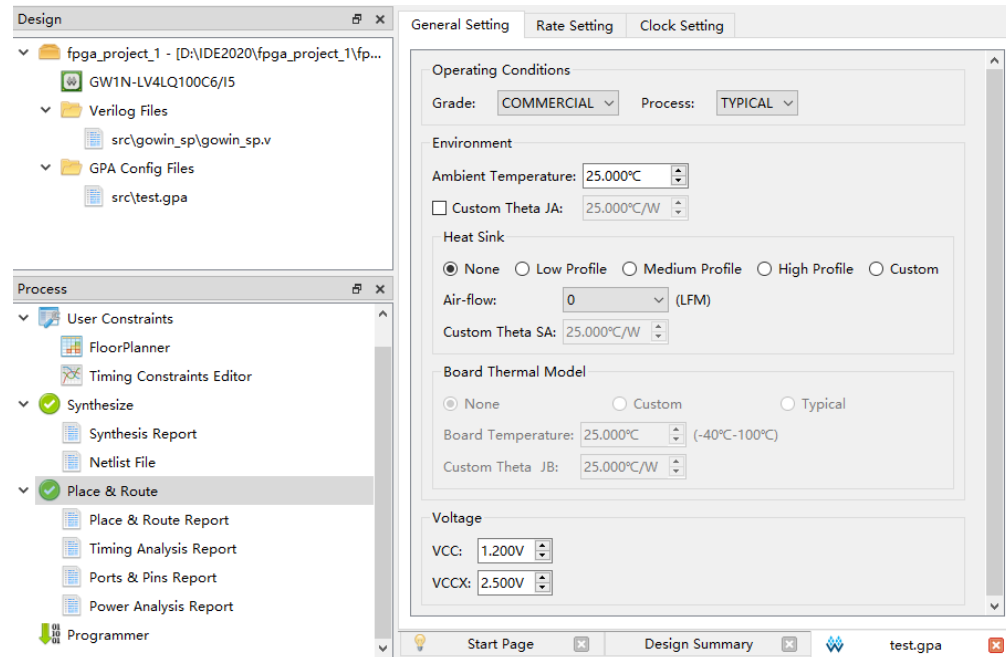 Design
fpga_project_1 - [D:\IDE2020\fpga_project_1\fp...
GW1N-LV4LQ100C6/I5
Verilog Files
src\gowin_sp\gowin_sp.v
GPA Config Files
src\test.gpa
Process
User Constraints
FloorPlanner
Timing Constraints Editor
Synthesize
Synthesis Report
Netlist File
Place & Route
Place & Route Report
Timing Analysis Report
Ports & Pins Report
Power Analysis Report
Programmer
General Setting Rate Setting Clock Setting
Operating Conditions
Grade: COMMERCIAL Process: TYPICAL
Environment
Ambient Temperature: 25.000℃
Custom Theta JA: 25.000℃/W
Heat Sink
None Low Profile Medium Profile High Profile Custom
Air-flow: 0 (LFM)
Custom Theta SA: 25.000℃/W
Board Thermal Model
None Custom Typical
Board Temperature: 25.000℃ (-40℃-100℃)
Custom Theta JB: 25.000℃/W
Voltage
VCC: 1.200V
VCCX: 2.500V
Start Page Design Summary test.gpa